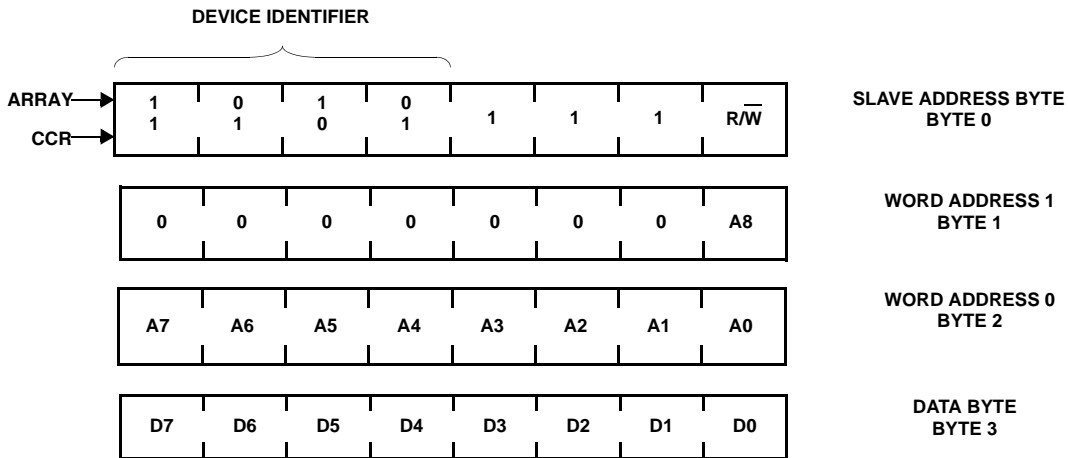 DEVICE IDENTIFIER
ARRAY
CCR
1 0 1 0
1 1 0 1
1 1 1 R/W̅
SLAVE ADDRESS BYTE
BYTE 0
0 0 0 0 0 0 0 A8
WORD ADDRESS 1
BYTE 1
A7 A6 A5 A4 A3 A2 A1 A0
WORD ADDRESS 0
BYTE 2
D7 D6 D5 D4 D3 D2 D1 D0
DATA BYTE
BYTE 3